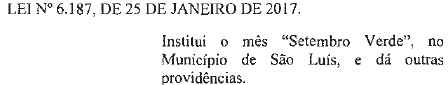 LEI Nº 6.187, DE 25 DE JANEIRO DE 2017.
Institui o mês “Setembro Verde”, no
Município de São Luís, e dá outras
providências.